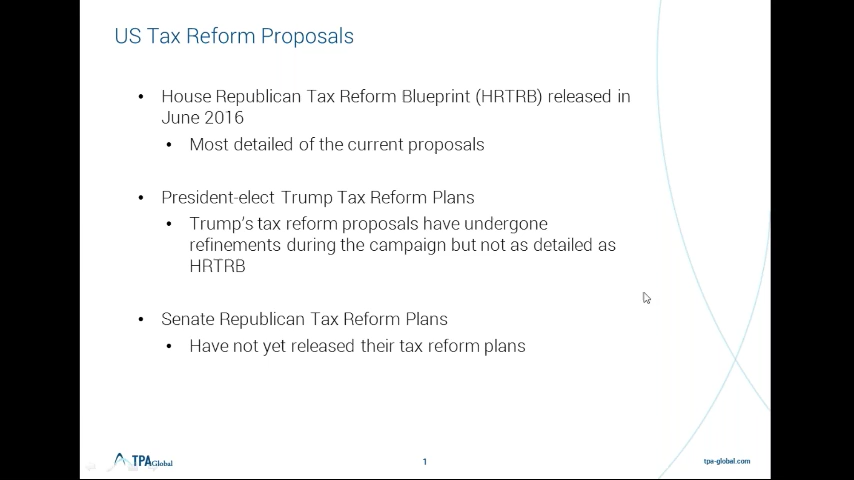 US Tax Reform Proposals
• House Republican Tax Reform Blueprint (HRTRB) released in
June 2016
• Most detailed of the current proposals
• President-elect Trump Tax Reform Plans
• Trump's tax reform proposals have undergone
refinements during the campaign but not as detailed as
HRTRB
• Senate Republican Tax Reform Plans
• Have not yet released their tax reform plans
TPA Global
1
tpa-global.com